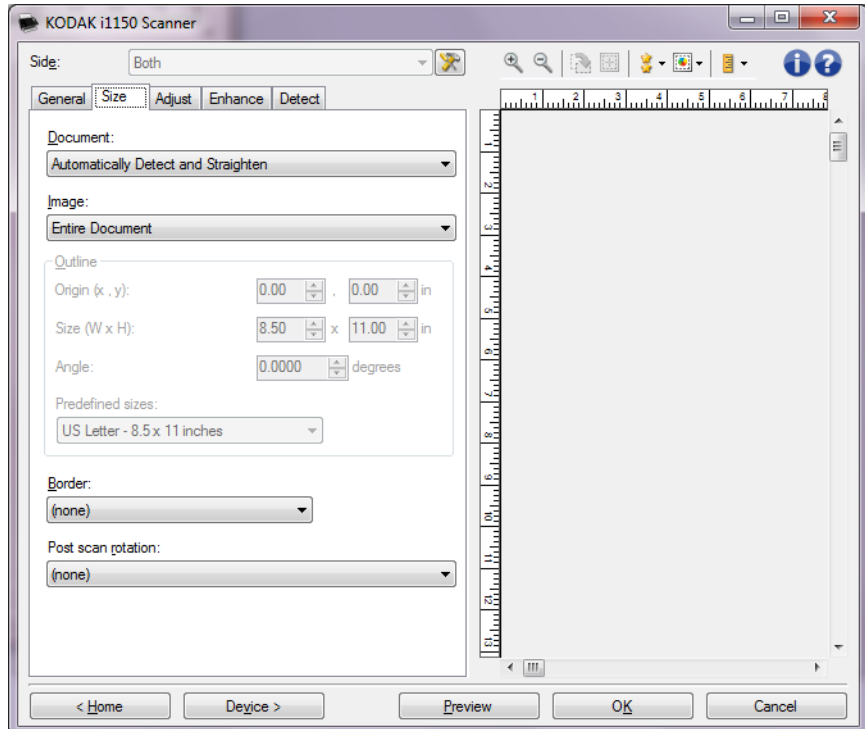 KODAK i1150 Scanner
Side: Both
General Size Adjust Enhance Detect
Document:
Automatically Detect and Straighten
Image:
Entire Document
Outline
Origin (x , y): 0.00 , 0.00 in
Size (W x H): 8.50 x 11.00 in
Angle: 0.0000 degrees
Predefined sizes:
US Letter - 8.5 x 11 inches
Border:
(none)
Post scan rotation:
(none)
1 2 3 4 5 6 7 8
1
2
3
4
5
6
7
8
9
10
11
12
13
< Home Device > Preview OK Cancel